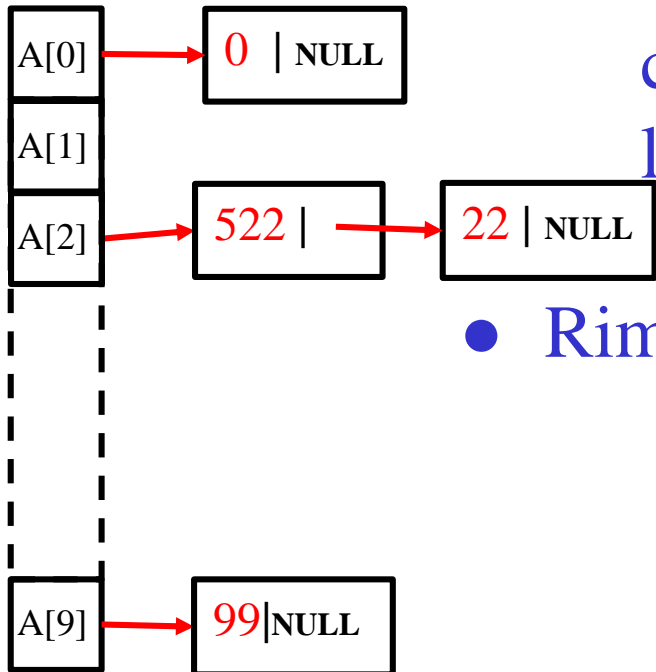 A[0] 0 | NULL
A[1]
A[2] 522 | 22 | NULL
● Rim
A[9] 99|NULL